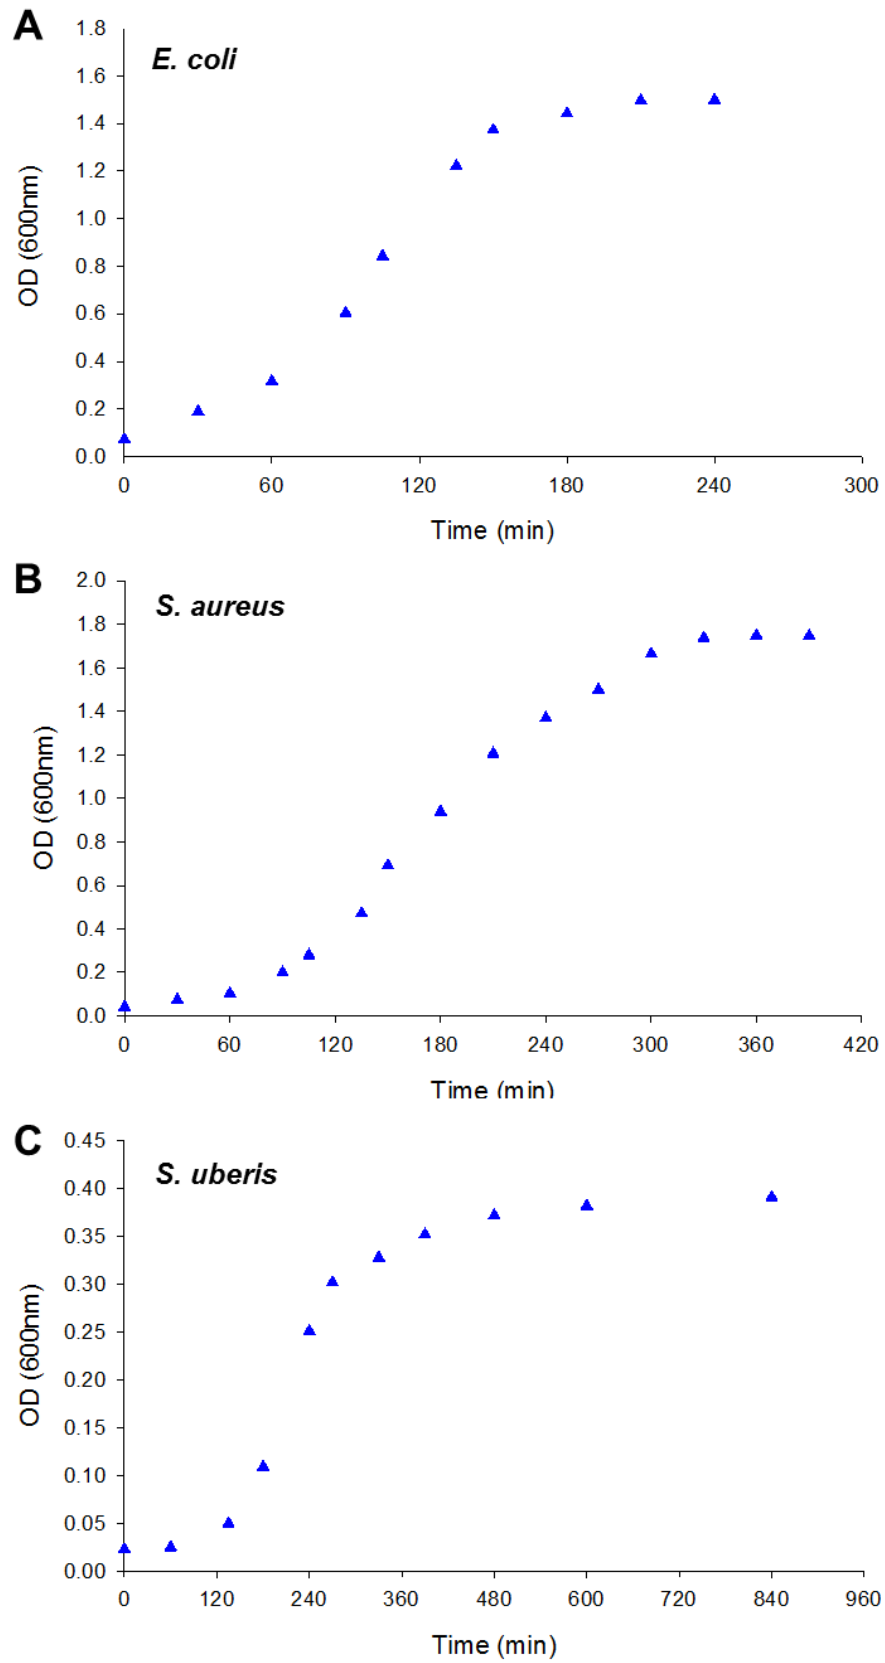 A
E. coli
OD (600nm)
1.8
1.6
1.4
1.2
1.0
0.8
0.6
0.4
0.2
0.0
0 60 120 180 240 300
Time (min)
B
S. aureus
OD (600nm)
2.0
1.8
1.6
1.4
1.2
1.0
0.8
0.6
0.4
0.2
0.0
0 60 120 180 240 300 360 420
Time (min)
C
S. uberis
OD (600nm)
0.45
0.40
0.35
0.30
0.25
0.20
0.15
0.10
0.05
0.00
0 120 240 360 480 600 720 840 960
Time (min)